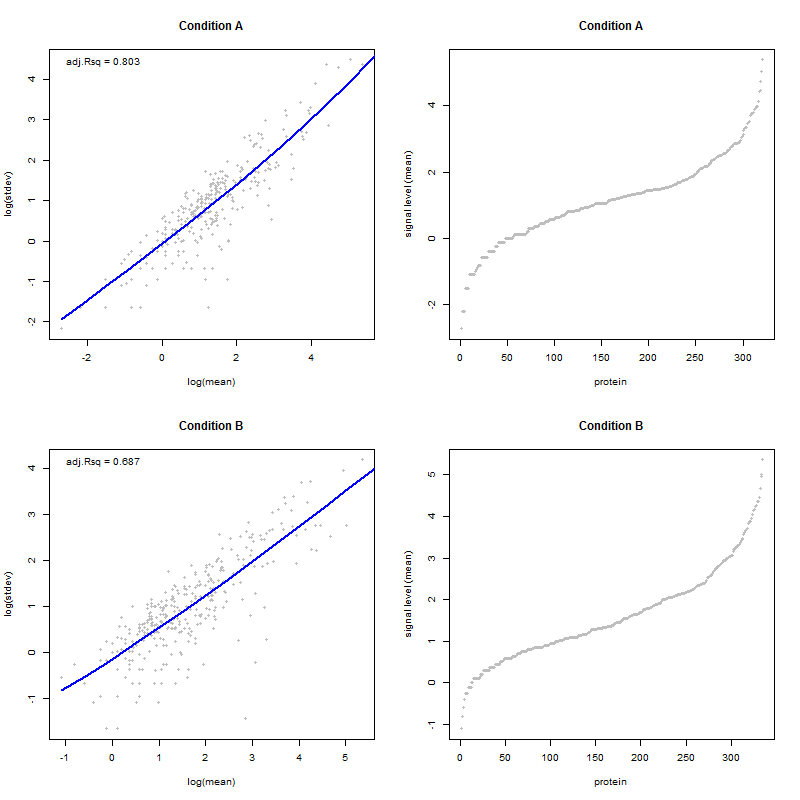 Condition A
adj.Rsq = 0.803
log(stdev)
4
3
2
1
0
-1
-2
-2 0 2 4
log(mean)
Condition A
signal level (mean)
4
2
0
-2
0 50 100 150 200 250 300
protein
Condition B
adj.Rsq = 0.687
log(stdev)
4
3
2
1
0
-1
-1 0 1 2 3 4 5
log(mean)
Condition B
signal level (mean)
5
4
3
2
1
0
-1
0 50 100 150 200 250 300
protein